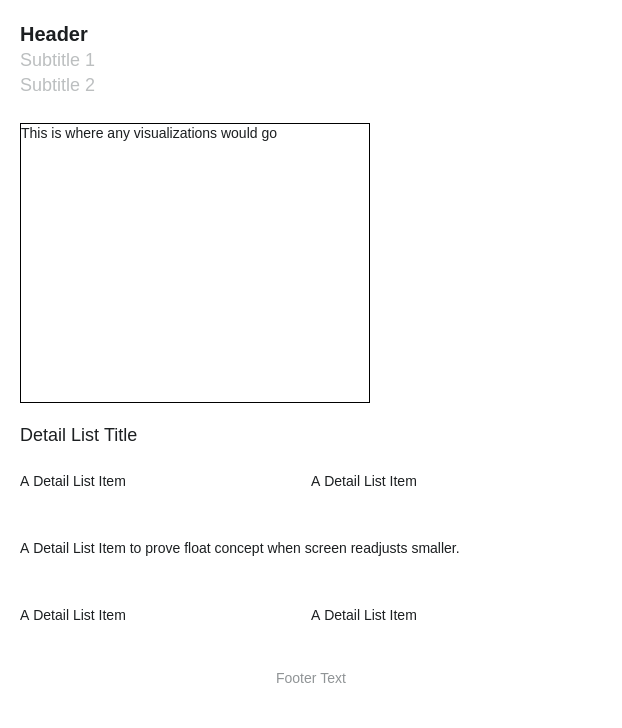 Header
Subtitle 1
Subtitle 2
This is where any visualizations would go
Detail List Title
A Detail List Item
A Detail List Item
A Detail List Item to prove float concept when screen readjusts smaller.
A Detail List Item
A Detail List Item
Footer Text